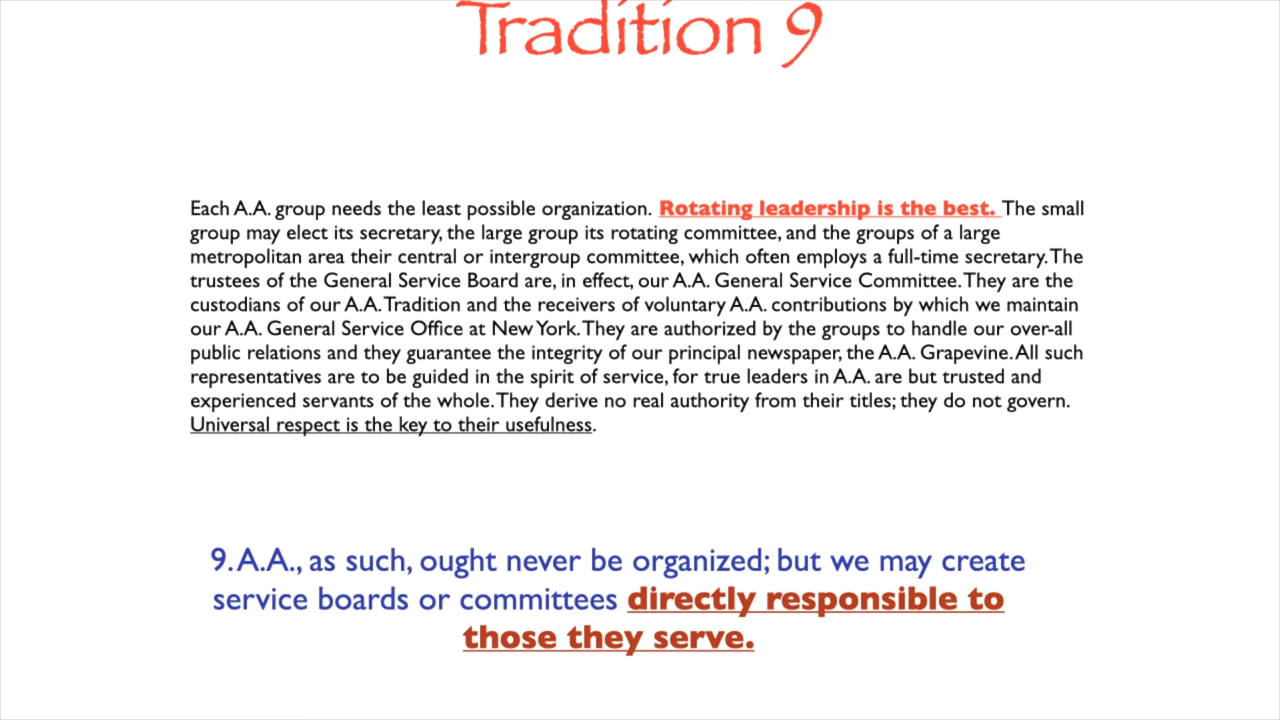 Tradition 9
Each A.A. group needs the least possible organization. Rotating leadership is the best. The small
group may elect its secretary, the large group its rotating committee, and the groups of a large
metropolitan area their central or intergroup committee, which often employs a full-time secretary. The
trustees of the General Service Board are, in effect, our A.A. General Service Committee. They are the
custodians of our A.A. Tradition and the receivers of voluntary A.A. contributions by which we maintain
our A.A. General Service Office at New York. They are authorized by the groups to handle our over-all
public relations and they guarantee the integrity of our principal newspaper, the A.A. Grapevine. All such
representatives are to be guided in the spirit of service, for true leaders in A.A. are but trusted and
experienced servants of the whole. They derive no real authority from their titles; they do not govern.
Universal respect is the key to their usefulness.
9. A.A., as such, ought never be organized; but we may create
service boards or committees directly responsible to
those they serve.